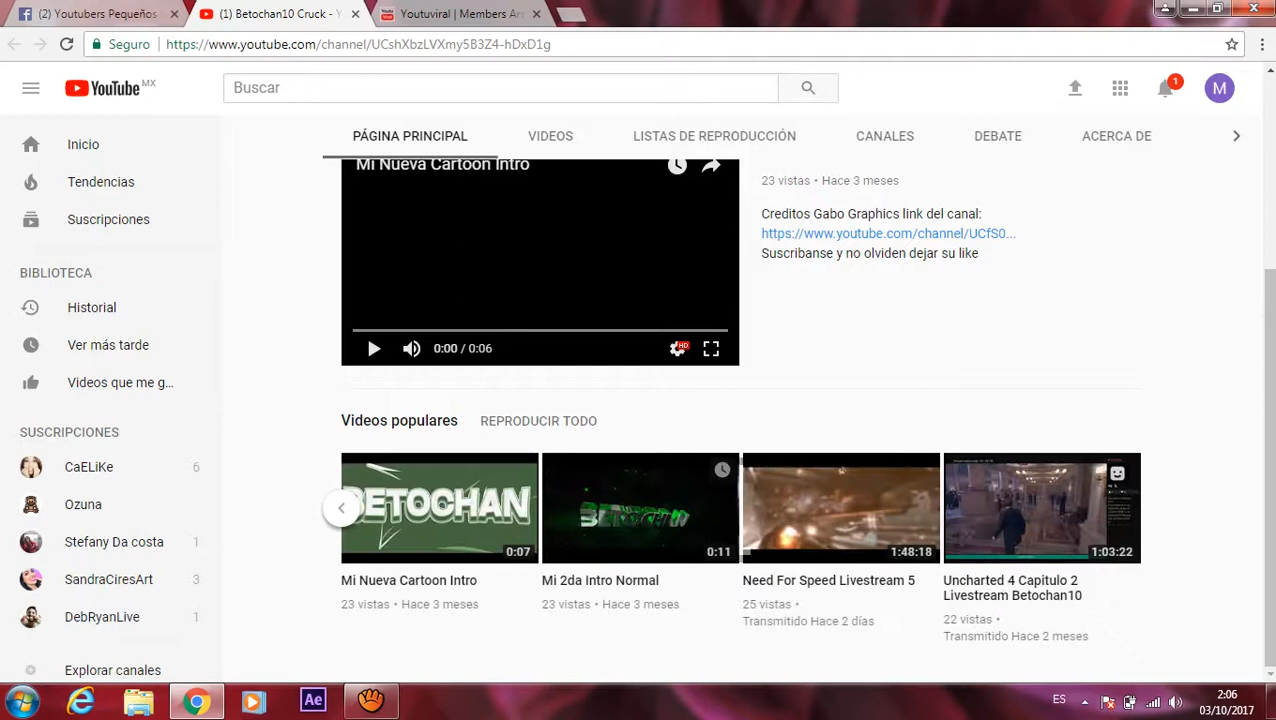 (2) Youtubers Pequeños
(1) Betochan10 Cruck - Y
Youtuviral | Members Ar
Seguro
https://www.youtube.com/channel/UCshXbzLVXmy5B3Z4-hDxD1g
YouTube MX
Buscar
1
M
PÁGINA PRINCIPAL
VIDEOS
LISTAS DE REPRODUCCIÓN
CANALES
DEBATE
ACERCA DE
Inicio
Tendencias
Suscripciones
BIBLIOTECA
Historial
Ver más tarde
Videos que me g...
SUSCRIPCIONES
CaELiKe 6
Ozuna
Stefany Da costa 1
SandraCiresArt 3
DebRyanLive 1
Explorar canales
Mi Nueva Cartoon Intro
0:00 / 0:06
HD
23 vistas • Hace 3 meses
Creditos Gabo Graphics link del canal:
https://www.youtube.com/channel/UCfS0...
Suscribanse y no olviden dejar su like
Videos populares
REPRODUCIR TODO
BETOCHAN
0:07
Mi Nueva Cartoon Intro
23 vistas • Hace 3 meses
0:11
Mi 2da Intro Normal
23 vistas • Hace 3 meses
1:48:18
Need For Speed Livestream 5
25 vistas •
Transmitido Hace 2 días
1:03:22
Uncharted 4 Capitulo 2
Livestream Betochan10
22 vistas •
Transmitido Hace 2 meses
Ae
ES
2:06
03/10/2017